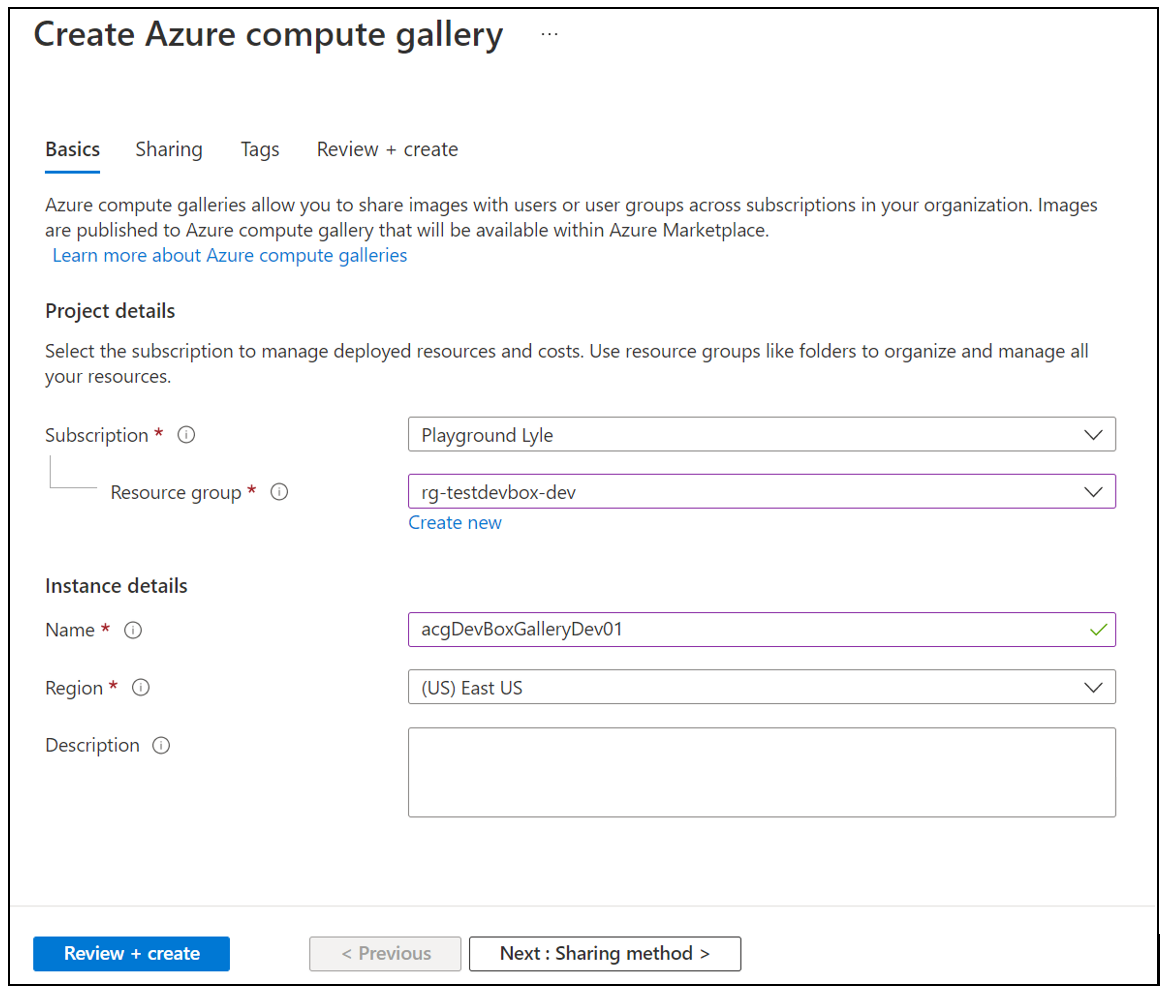 Create Azure compute gallery ...
Basics Sharing Tags Review + create
Azure compute galleries allow you to share images with users or user groups across subscriptions in your organization. Images
are published to Azure compute gallery that will be available within Azure Marketplace.
Learn more about Azure compute galleries
Project details
Select the subscription to manage deployed resources and costs. Use resource groups like folders to organize and manage all
your resources.
Subscription * Playground Lyle
Resource group * rg-testdevbox-dev
Create new
Instance details
Name * acgDevBoxGalleryDev01
Region * (US) East US
Description
Review + create < Previous Next : Sharing method >